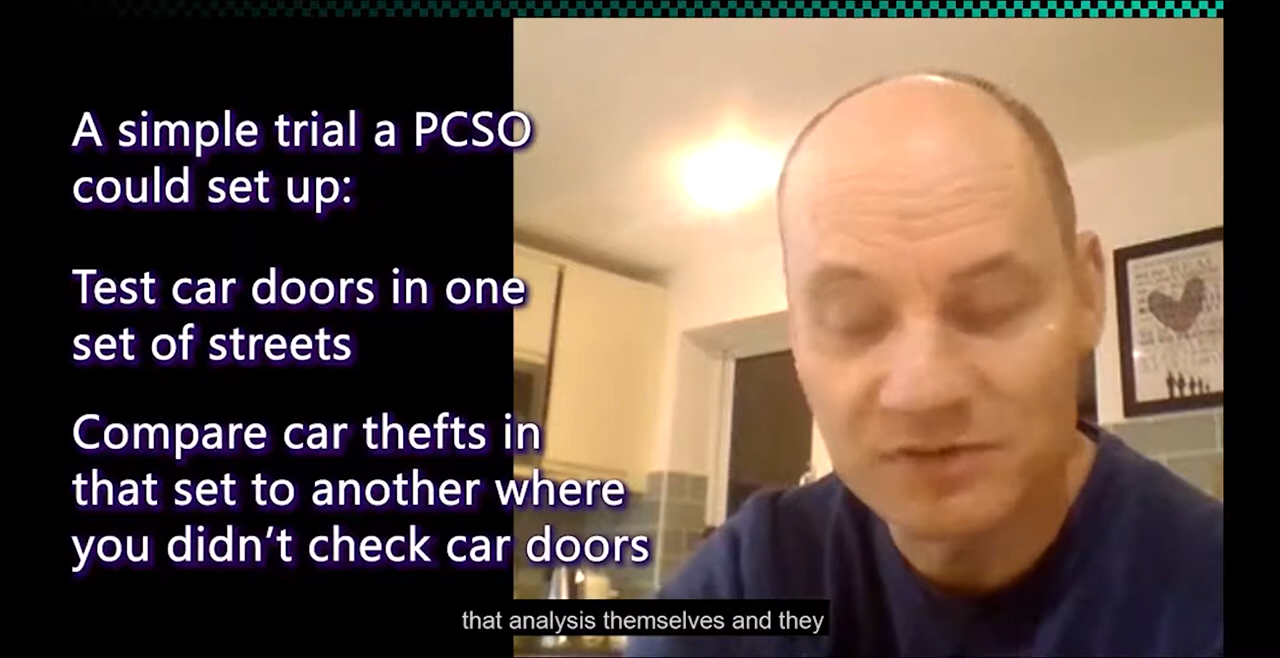 A simple trial a PCSO
could set up:
Test car doors in one
set of streets
Compare car thefts in
that set to another where
you didn't check car doors
that analysis themselves and they